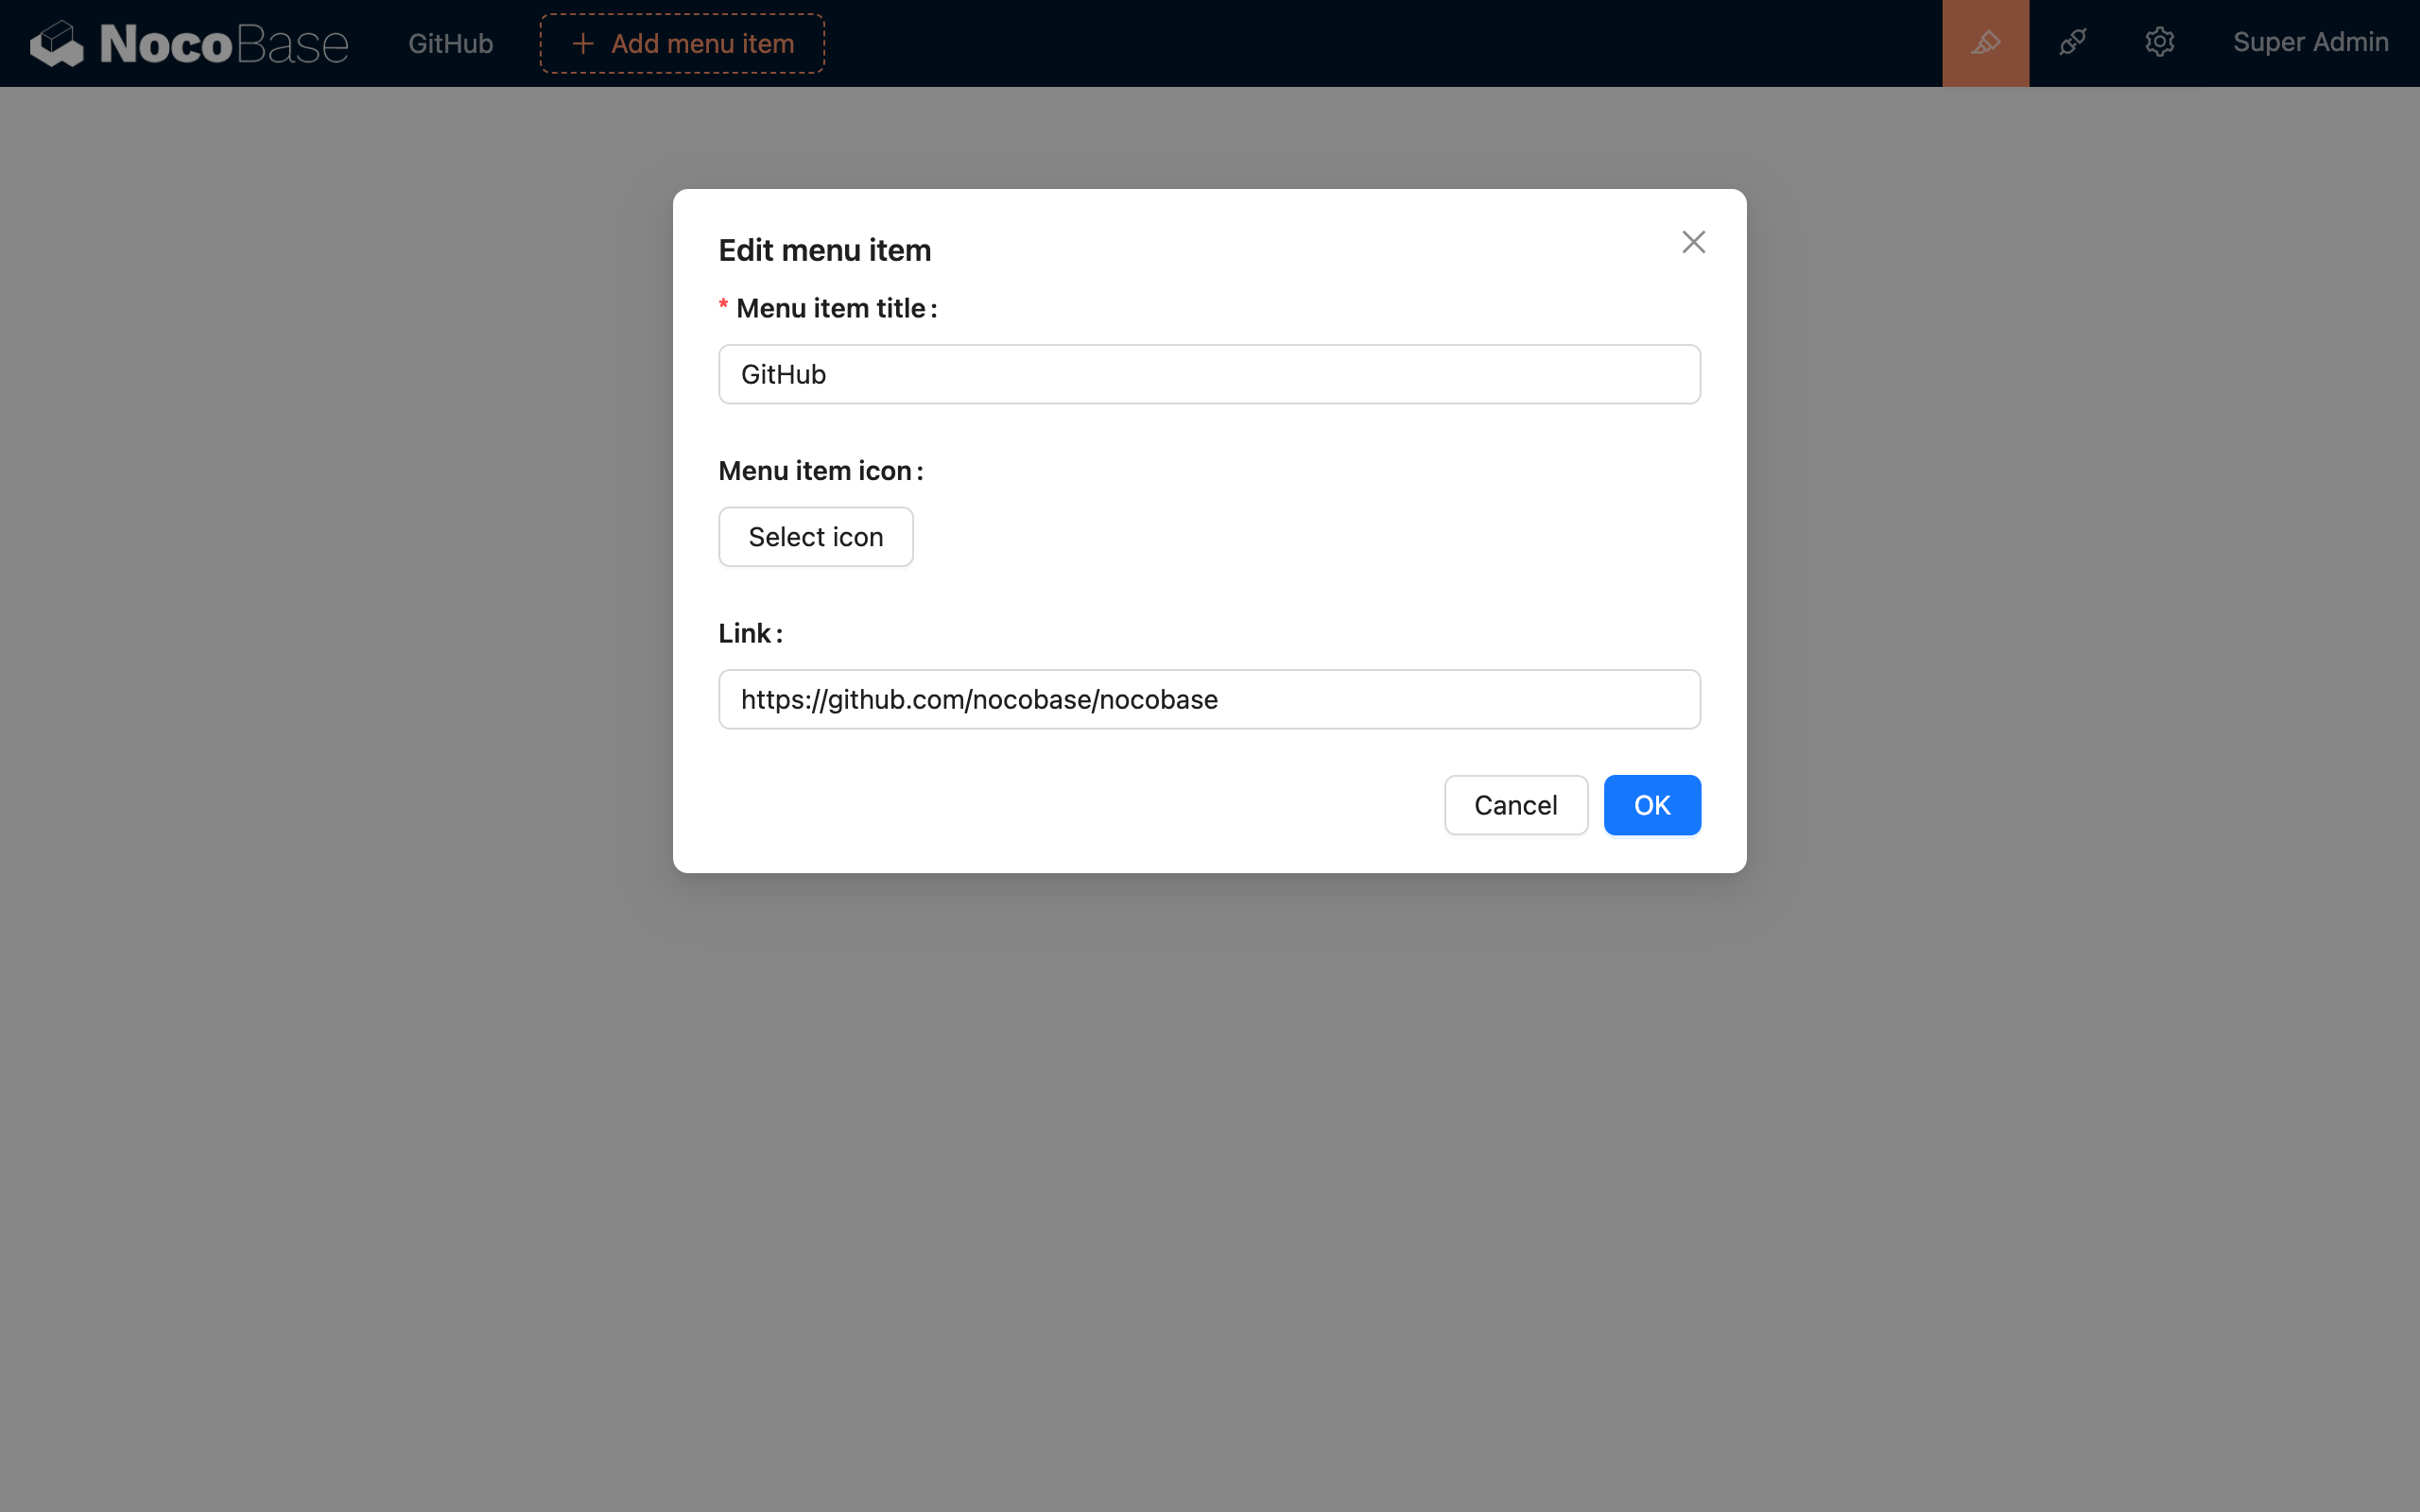 NocoBase GitHub + Add menu item Super Admin
Edit menu item
* Menu item title:
GitHub
Menu item icon:
Select icon
Link:
https://github.com/nocobase/nocobase
Cancel OK